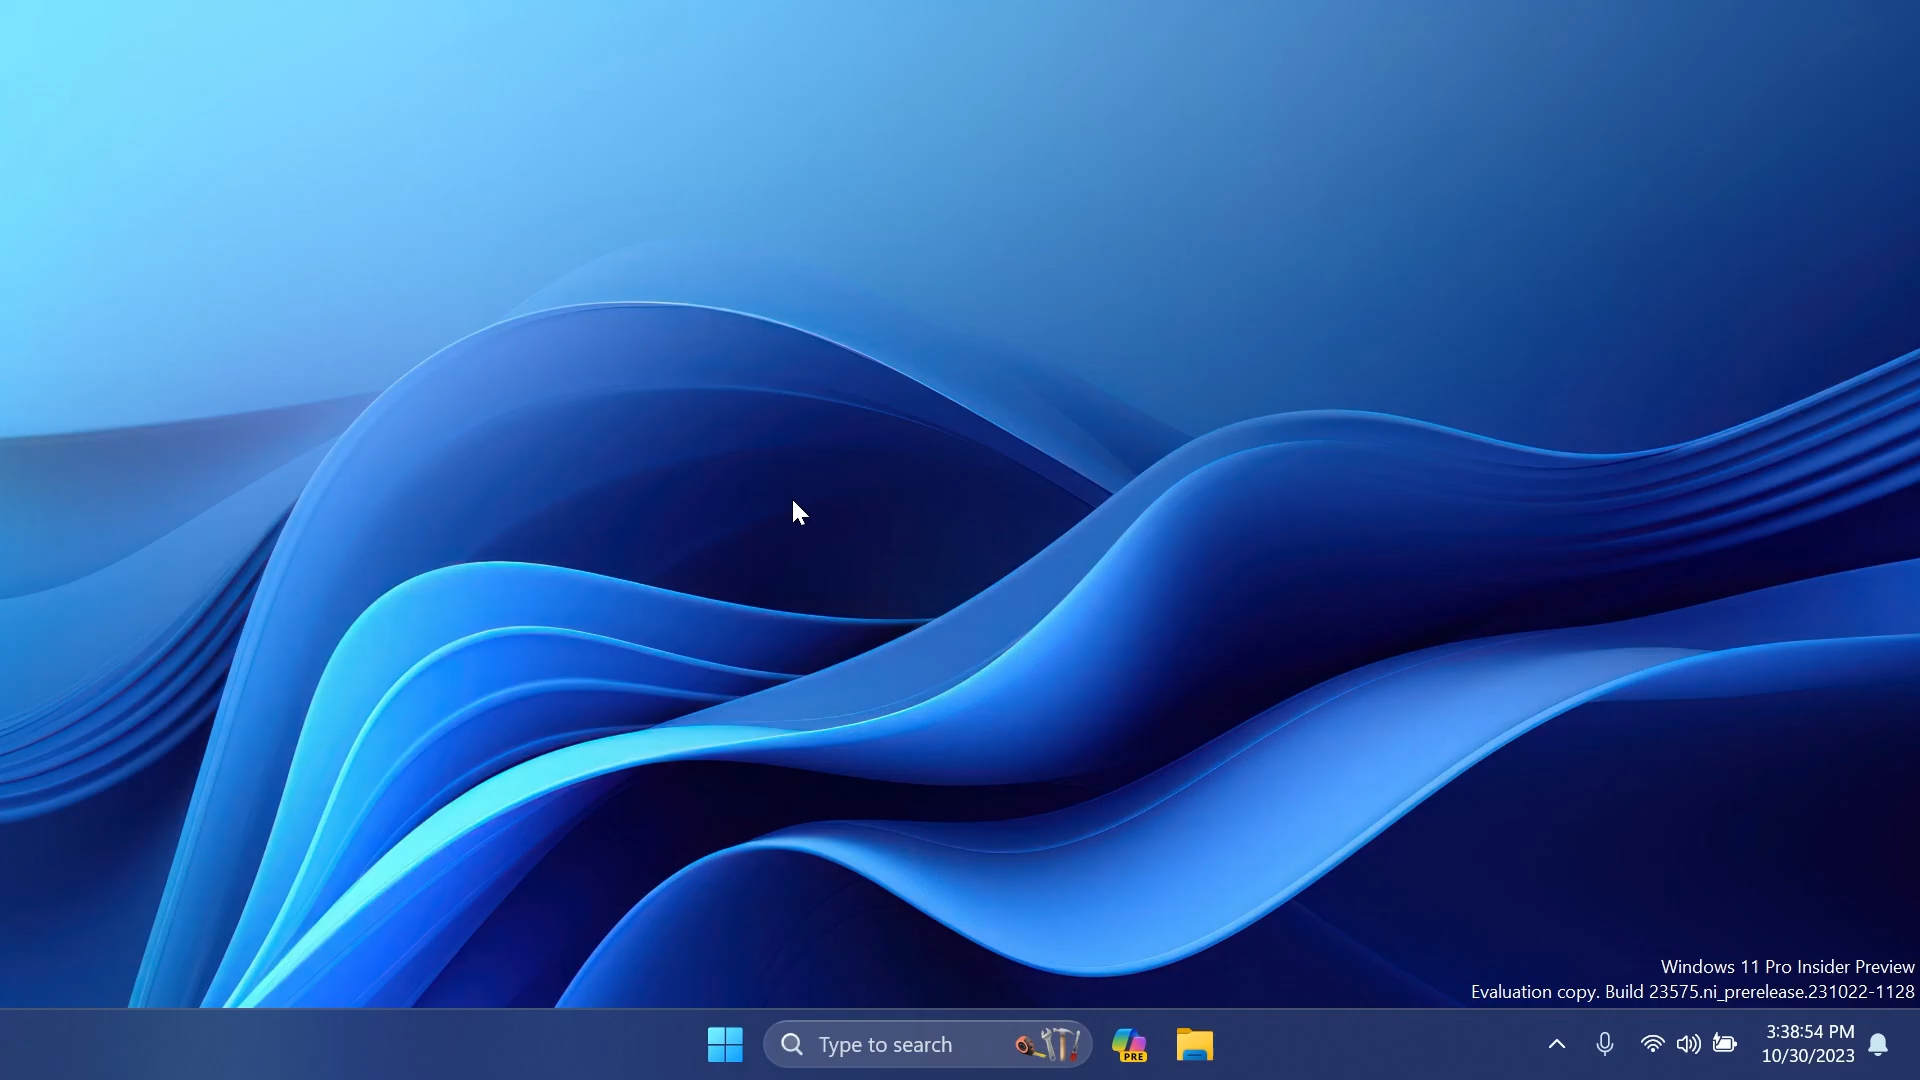 Windows 11 Pro Insider Preview
Evaluation copy. Build 23575.ni_prerelease.231022-1128
Type to search
PRE
3:38:54 PM
10/30/2023